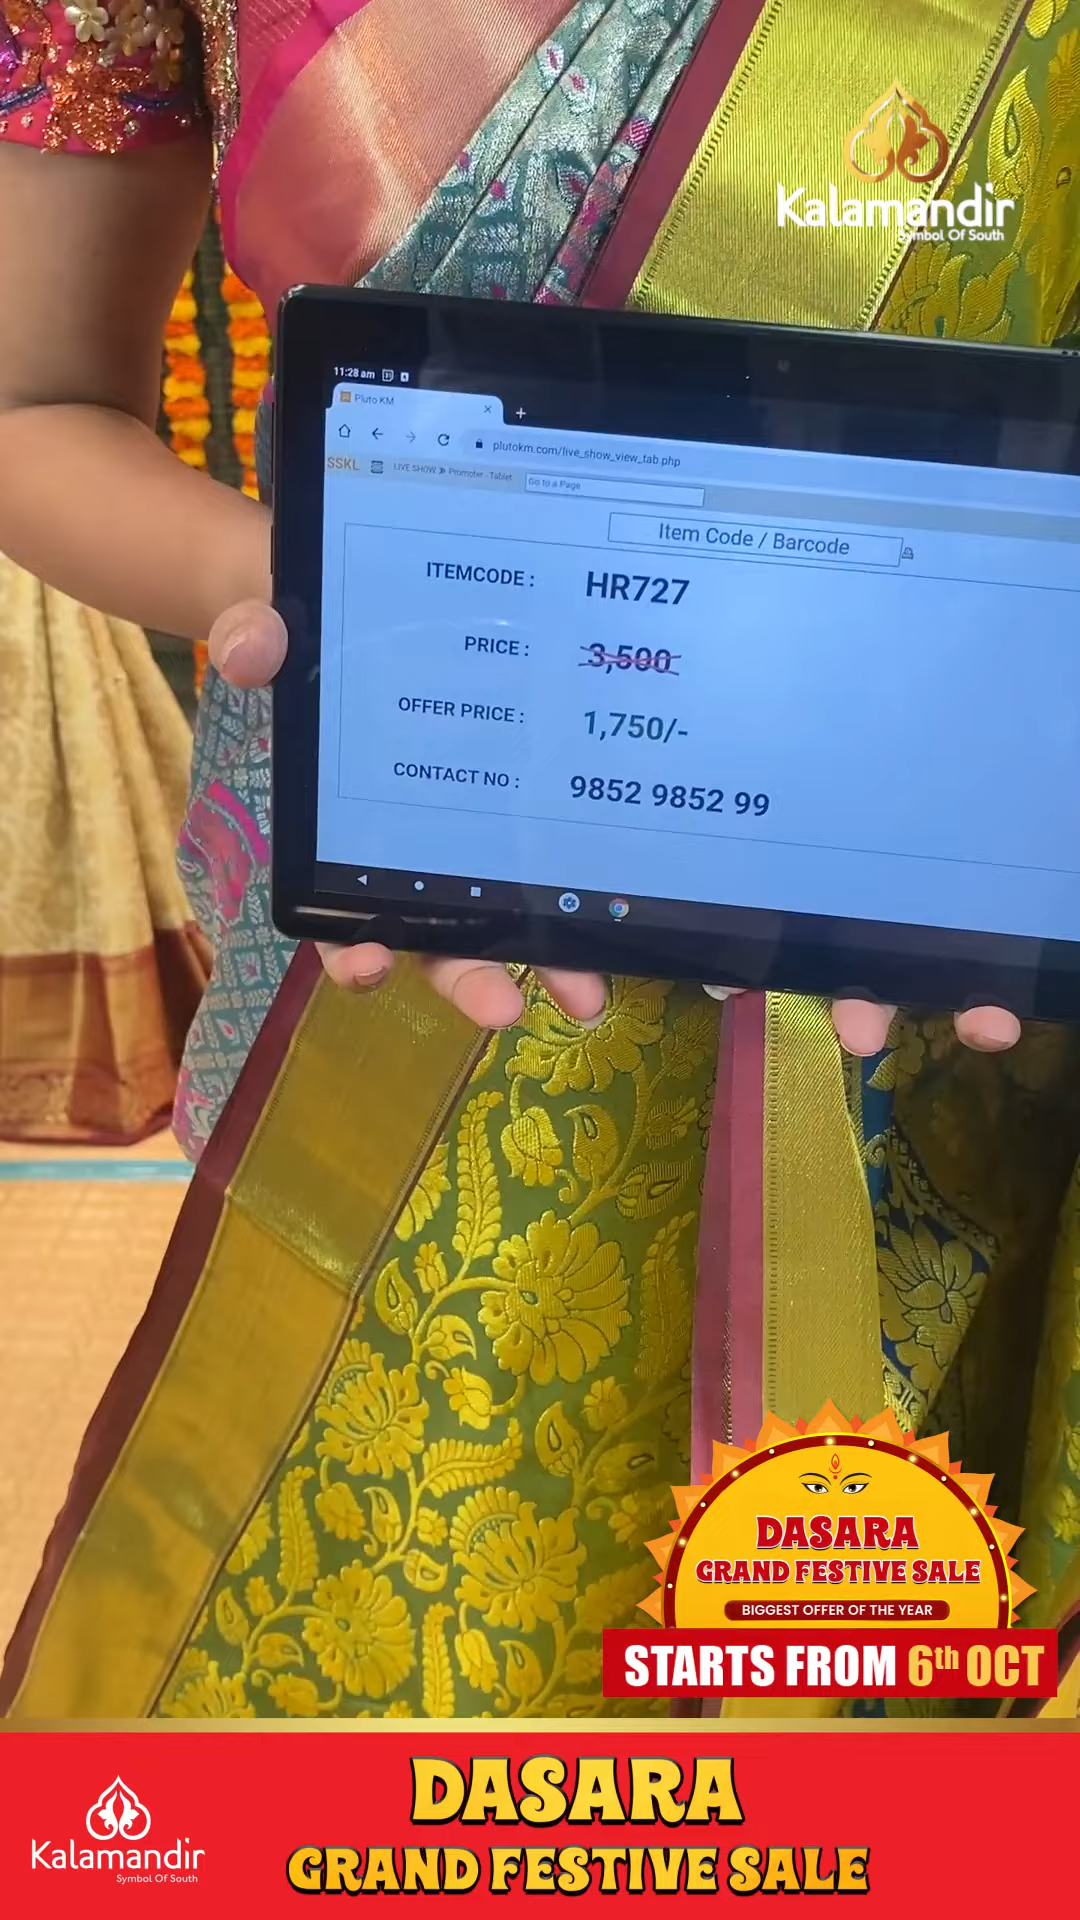 Kalamandir
Symbol Of South
11:28 am
Pluto KM
plutokm.com/live_show_view_tab.php
SSKL
LIVE SHOW » Promoter - Tablet
Go to a Page
Item Code / Barcode
ITEMCODE : HR727
PRICE : 3,500
OFFER PRICE : 1,750/-
CONTACT NO : 9852 9852 99
DASARA
GRAND FESTIVE SALE
BIGGEST OFFER OF THE YEAR
STARTS FROM 6th OCT
Kalamandir
Symbol Of South
DASARA
GRAND FESTIVE SALE